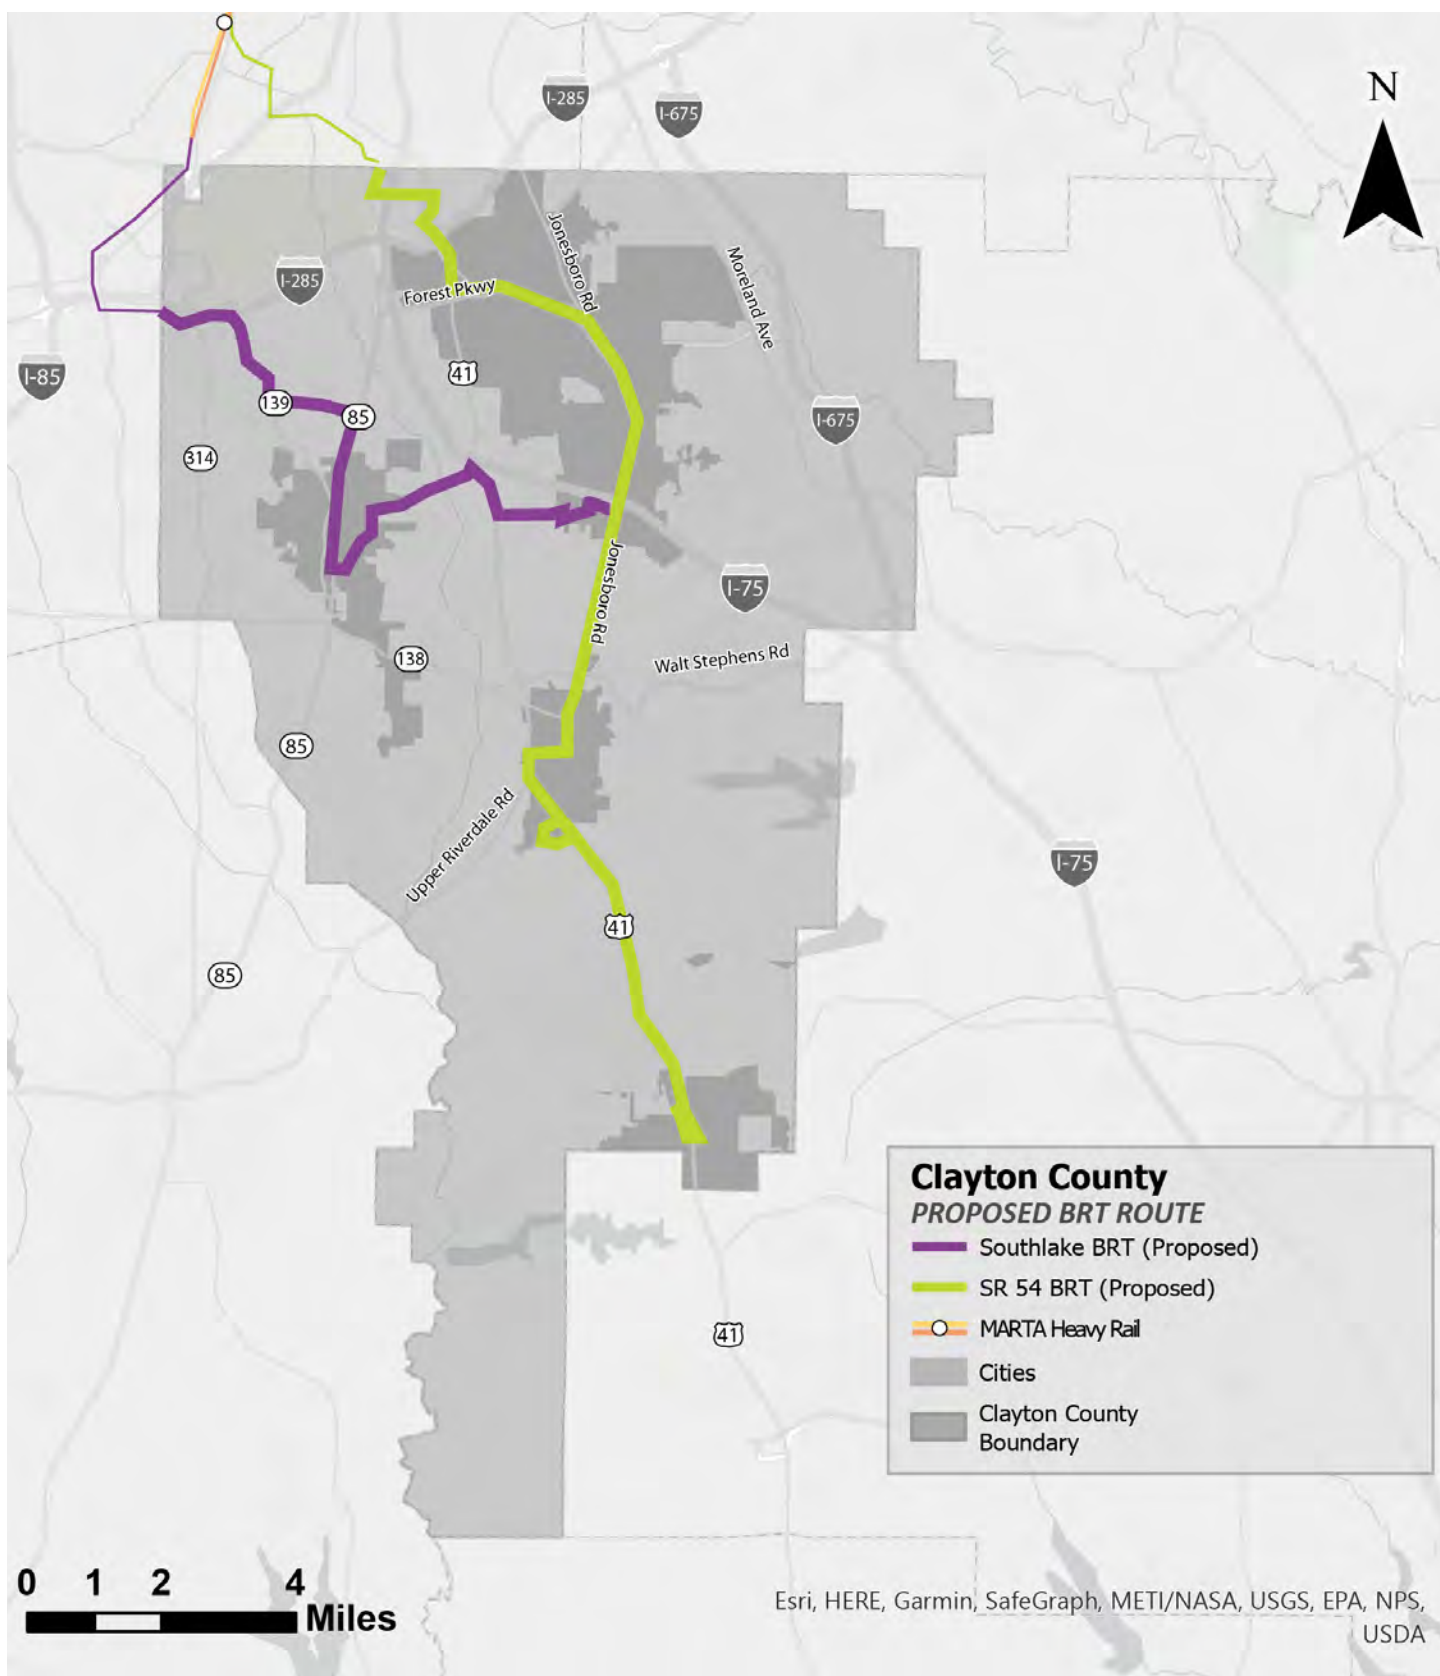 N
I-285
I-675
Jonesboro Rd
Moreland Ave
I-285
Forest Pkwy
I-85
41
139
85
I-675
314
Jonesboro Rd
I-75
138
Walt Stephens Rd
85
Upper Riverdale Rd
I-75
41
85
Clayton County
PROPOSED BRT ROUTE
Southlake BRT (Proposed)
SR 54 BRT (Proposed)
MARTA Heavy Rail
41
Cities
Clayton County
Boundary
0 1 2 4
Miles
Esri, HERE, Garmin, SafeGraph, METI/NASA, USGS, EPA, NPS,
USDA